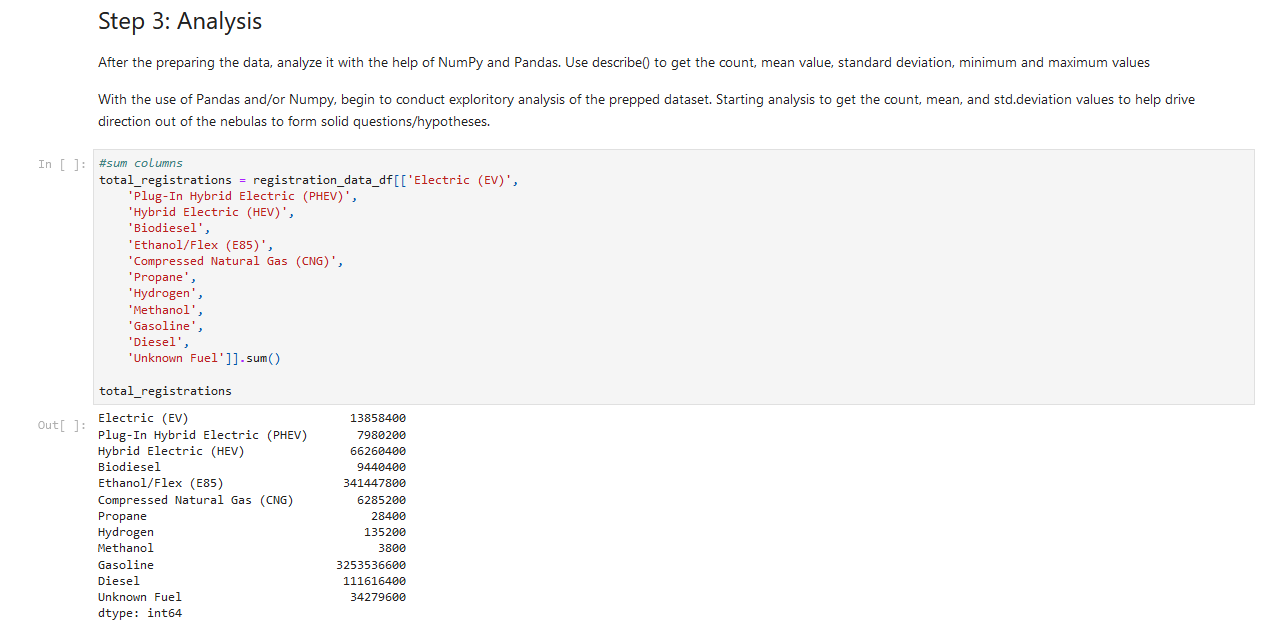 Step 3: Analysis
After the preparing the data, analyze it with the help of NumPy and Pandas. Use describe() to get the count, mean value, standard deviation, minimum and maximum values
With the use of Pandas and/or Numpy, begin to conduct exploritory analysis of the prepped dataset. Starting analysis to get the count, mean, and std.deviation values to help drive
direction out of the nebulas to form solid questions/hypotheses.
In [ ]:
#sum columns
total_registrations = registration_data_df[['Electric (EV)',
    'Plug-In Hybrid Electric (PHEV)',
    'Hybrid Electric (HEV)',
    'Biodiesel',
    'Ethanol/Flex (E85)',
    'Compressed Natural Gas (CNG)',
    'Propane',
    'Hydrogen',
    'Methanol',
    'Gasoline',
    'Diesel',
    'Unknown Fuel']].sum()
total_registrations
Out[ ]:
Electric (EV) 13858400
Plug-In Hybrid Electric (PHEV) 7980200
Hybrid Electric (HEV) 66260400
Biodiesel 9440400
Ethanol/Flex (E85) 341447800
Compressed Natural Gas (CNG) 6285200
Propane 28400
Hydrogen 135200
Methanol 3800
Gasoline 3253536600
Diesel 111616400
Unknown Fuel 34279600
dtype: int64